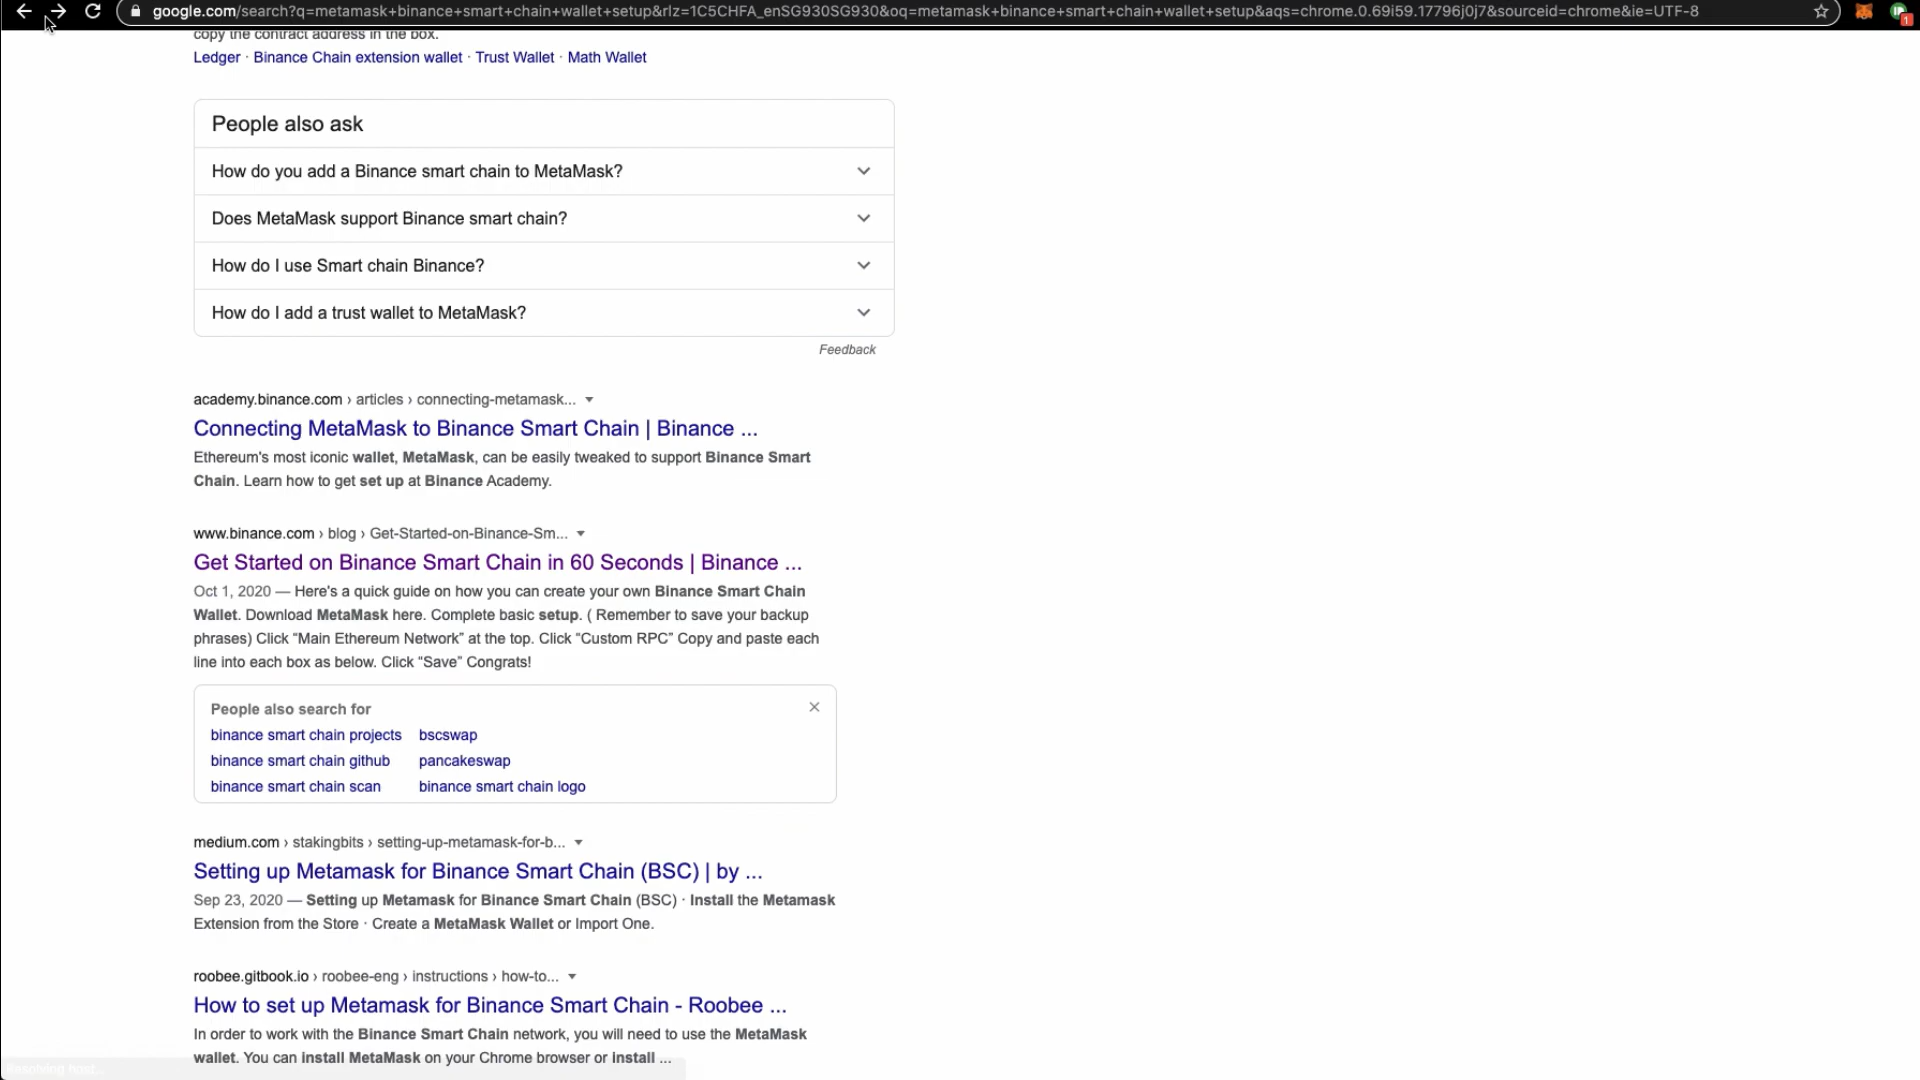 google.com/search?q=metamask+binance+smart+chain+wallet+setup&rlz=1C5CHFA_enSG930SG930&oq=metamask+binance+smart+chain+wallet+setup&aqs=chrome.0.69i59.17796j0j7&sourceid=chrome&ie=UTF-8
1
copy the contract address in the box.
Ledger · Binance Chain extension wallet · Trust Wallet · Math Wallet
People also ask
How do you add a Binance smart chain to MetaMask?
Does MetaMask support Binance smart chain?
How do I use Smart chain Binance?
How do I add a trust wallet to MetaMask?
Feedback
academy.binance.com › articles › connecting-metamask...
Connecting MetaMask to Binance Smart Chain | Binance ...
Ethereum's most iconic wallet, MetaMask, can be easily tweaked to support Binance Smart
Chain. Learn how to get set up at Binance Academy.
www.binance.com › blog › Get-Started-on-Binance-Sm...
Get Started on Binance Smart Chain in 60 Seconds | Binance ...
Oct 1, 2020 — Here's a quick guide on how you can create your own Binance Smart Chain
Wallet. Download MetaMask here. Complete basic setup. ( Remember to save your backup
phrases) Click “Main Ethereum Network” at the top. Click “Custom RPC” Copy and paste each
line into each box as below. Click “Save” Congrats!
People also search for
binance smart chain projects bscswap
binance smart chain github pancakeswap
binance smart chain scan binance smart chain logo
medium.com › stakingbits › setting-up-metamask-for-b...
Setting up Metamask for Binance Smart Chain (BSC) | by ...
Sep 23, 2020 — Setting up Metamask for Binance Smart Chain (BSC) · Install the Metamask
Extension from the Store · Create a MetaMask Wallet or Import One.
roobee.gitbook.io › roobee-eng › instructions › how-to...
How to set up Metamask for Binance Smart Chain - Roobee ...
In order to work with the Binance Smart Chain network, you will need to use the MetaMask
wallet. You can install MetaMask on your Chrome browser or install ...